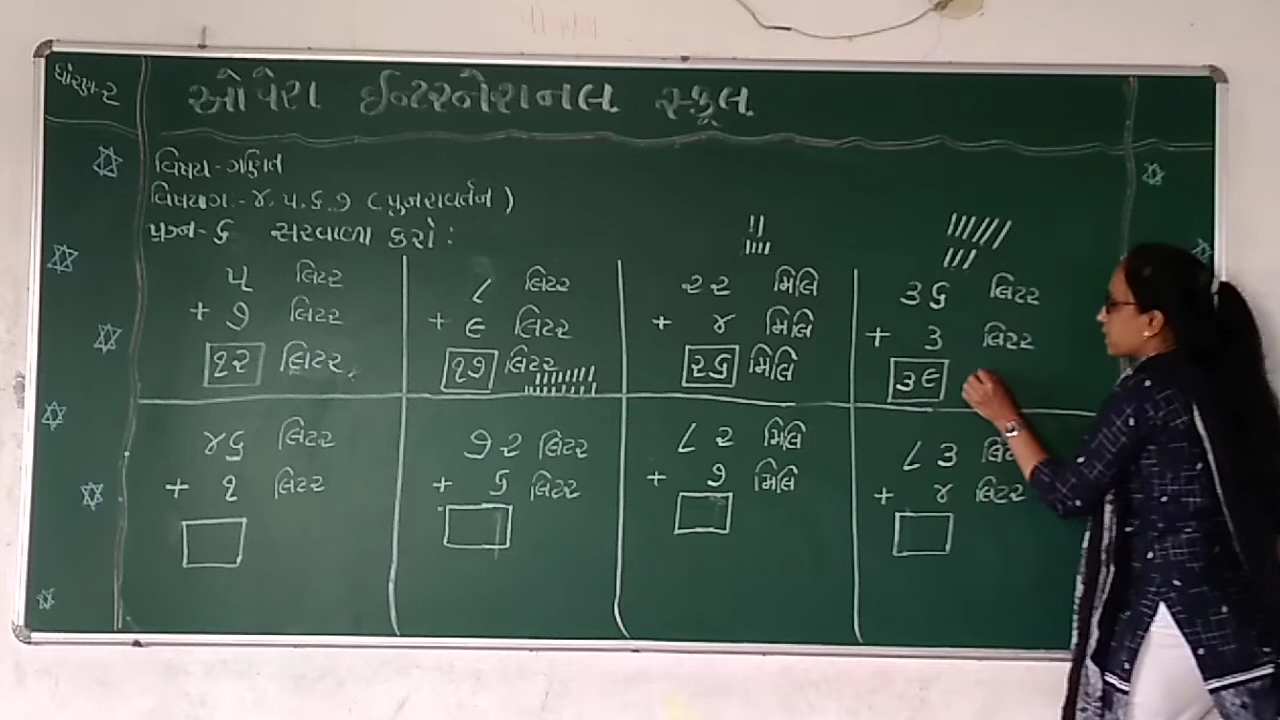 ધોરણ-૨
ઓપેરા ઈન્ટરનેશનલ સ્કૂલ
વિષય-ગણિત
વિષયાગ.-૪.૫.૬.૭ (પુનરાવર્તન)
પ્રશ્ન-૬ સરવાળા કરો:
૫ લિટર
+ ૭ લિટર
૧૨ લિટર.
૮ લિટર
+ ૯ લિટર
૧૭ લિટર
૨૨ મિલિ
+ ૪ મિલિ
૨૬ મિલિ
૩૬ લિટર
+ ૩ લિટર
૩૯
૪૬ લિટર
+ ૧ લિટર
૭૨ લિટર
+ ૬ લિટર
૮૨ મિલિ
+ ૭ મિલિ
૮૩
+ ૪ લિટર